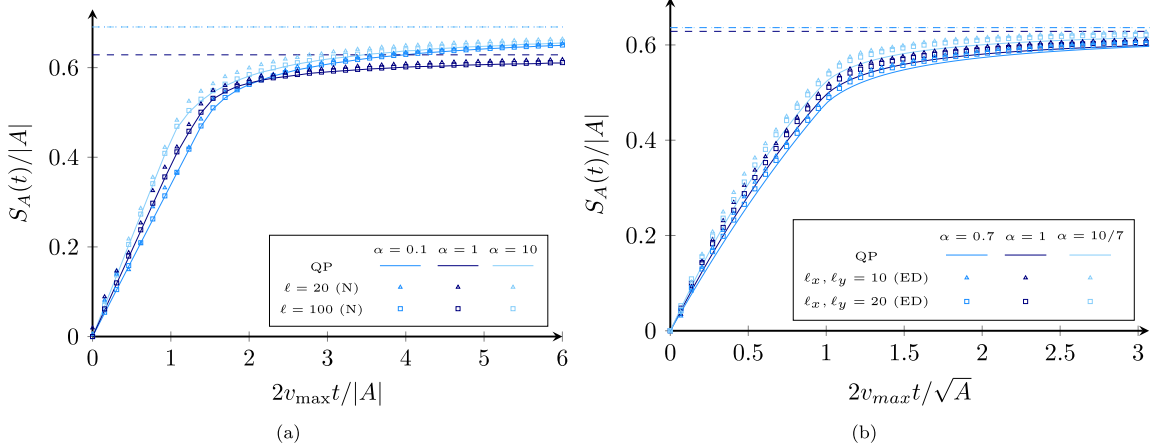 S_A(t)/|A|
0.6
0.4
0.2
0
0 1 2 3 4 5 6
2v_max t/|A|
α = 0.1 α = 1 α = 10
QP
ℓ = 20 (N)
ℓ = 100 (N)
(a)
S_A(t)/|A|
0.6
0.4
0.2
0
0 0.5 1 1.5 2 2.5 3
2v_max t/√A
α = 0.7 α = 1 α = 10/7
QP
ℓ_x, ℓ_y = 10 (ED)
ℓ_x, ℓ_y = 20 (ED)
(b)